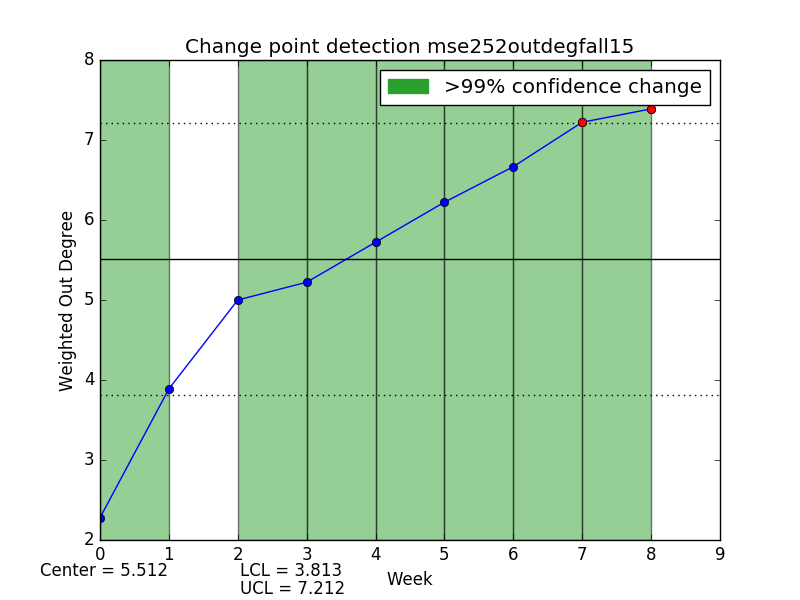 Change point detection mse252outdegfall15
>99% confidence change
8
7
6
5
4
3
2
Weighted Out Degree
0 1 2 3 4 5 6 7 8 9
Center = 5.512
LCL = 3.813
Week
UCL = 7.212